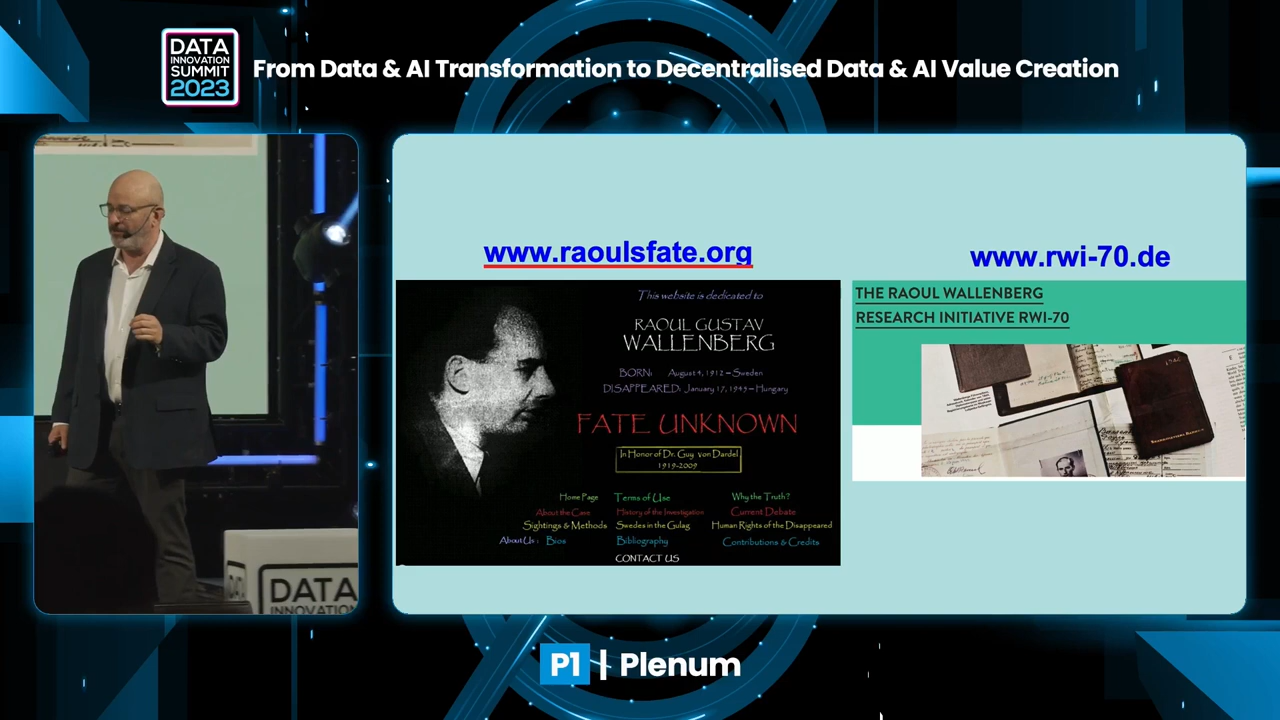 DATA
INNOVATION
SUMMIT
2023
From Data & AI Transformation to Decentralised Data & AI Value Creation
www.raoulsfate.org
www.rwi-70.de
This website is dedicated to
RAOUL GUSTAV
WALLENBERG
BORN: August 4, 1912 – Sweden
DISAPPEARED: January 17, 1945 – Hungary
FATE UNKNOWN
In Honor of Dr. Guy von Dardel
1919-2009
Home Page Terms of Use Why the Truth?
About the Case History of the Investigation Current Debate
Sightings & Methods Swedes in the Gulag Human Rights of the Disappeared
About Us: Bios Bibliography Contributions & Credits
CONTACT US
THE RAOUL WALLENBERG
RESEARCH INITIATIVE RWI-70
DATA
INNOVATION
P1 | Plenum